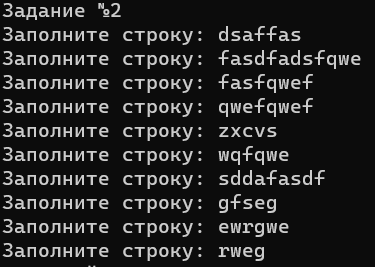 Задание №2
Заполните строку: dsaffas
Заполните строку: fasdfadsfqwe
Заполните строку: fasfqwef
Заполните строку: qwefqwef
Заполните строку: zxcvs
Заполните строку: wqfqwe
Заполните строку: sddafasdf
Заполните строку: gfseg
Заполните строку: ewrgwe
Заполните строку: rweg